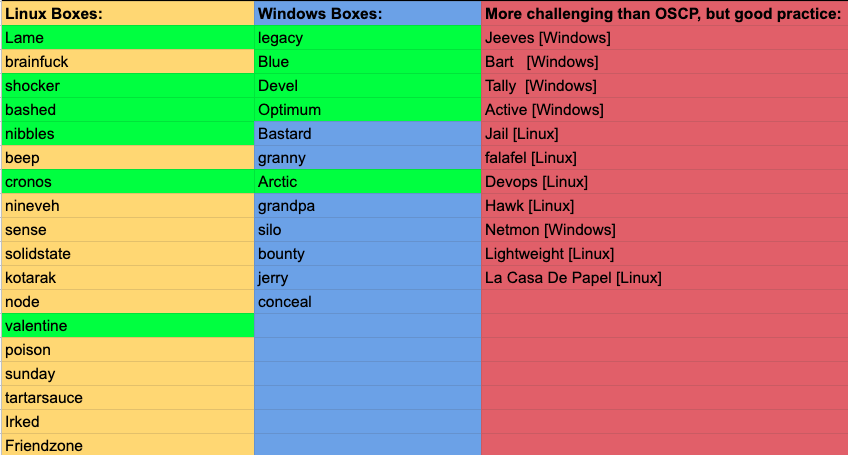 Linux Boxes: Windows Boxes: More challenging than OSCP, but good practice:
Lame legacy Jeeves [Windows]
brainfuck Blue Bart [Windows]
shocker Devel Tally [Windows]
bashed Optimum Active [Windows]
nibbles Bastard Jail [Linux]
beep granny falafel [Linux]
cronos Arctic Devops [Linux]
nineveh grandpa Hawk [Linux]
sense silo Netmon [Windows]
solidstate bounty Lightweight [Linux]
kotarak jerry La Casa De Papel [Linux]
node conceal
valentine
poison
sunday
tartarsauce
Irked
Friendzone